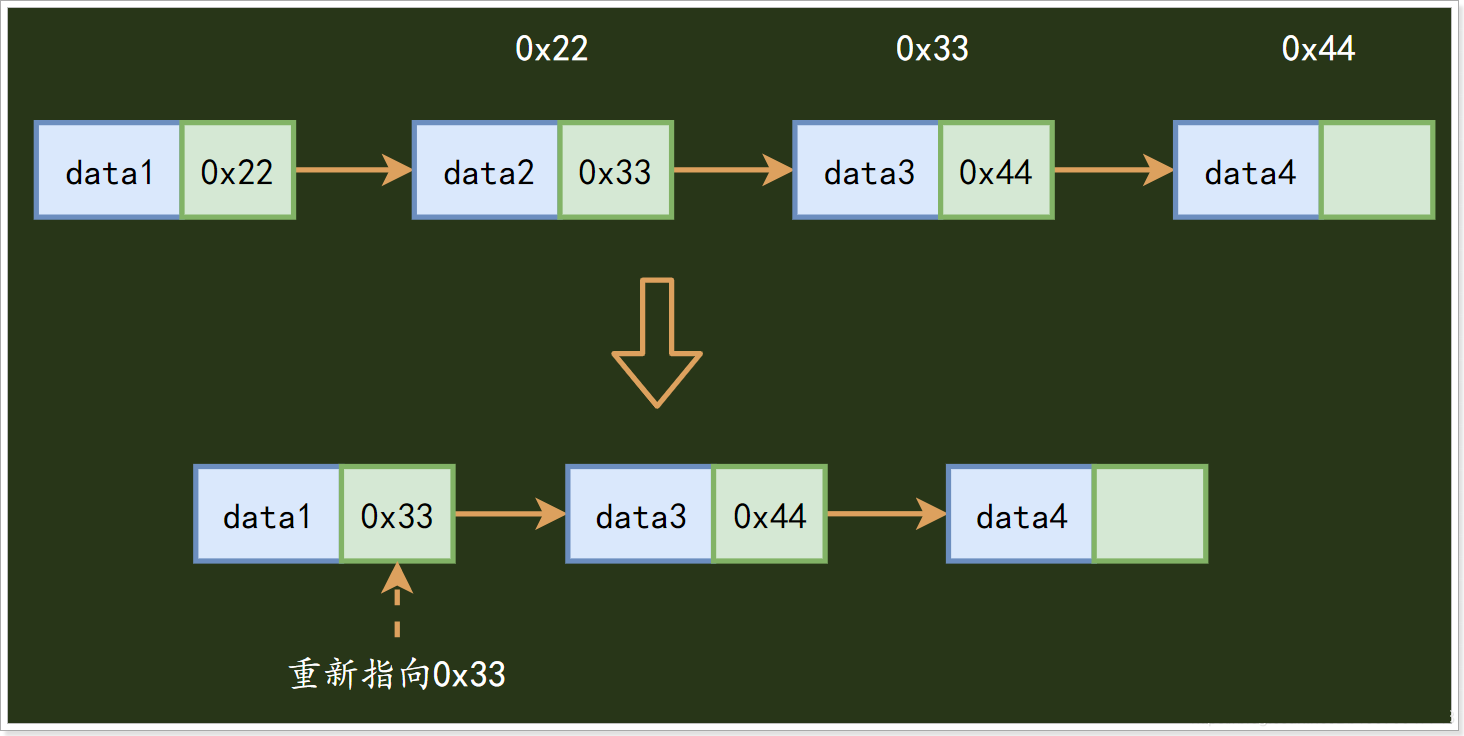 0x22 0x33 0x44
data1 0x22 data2 0x33 data3 0x44 data4
data1 0x33 data3 0x44 data4
重新指向0x33